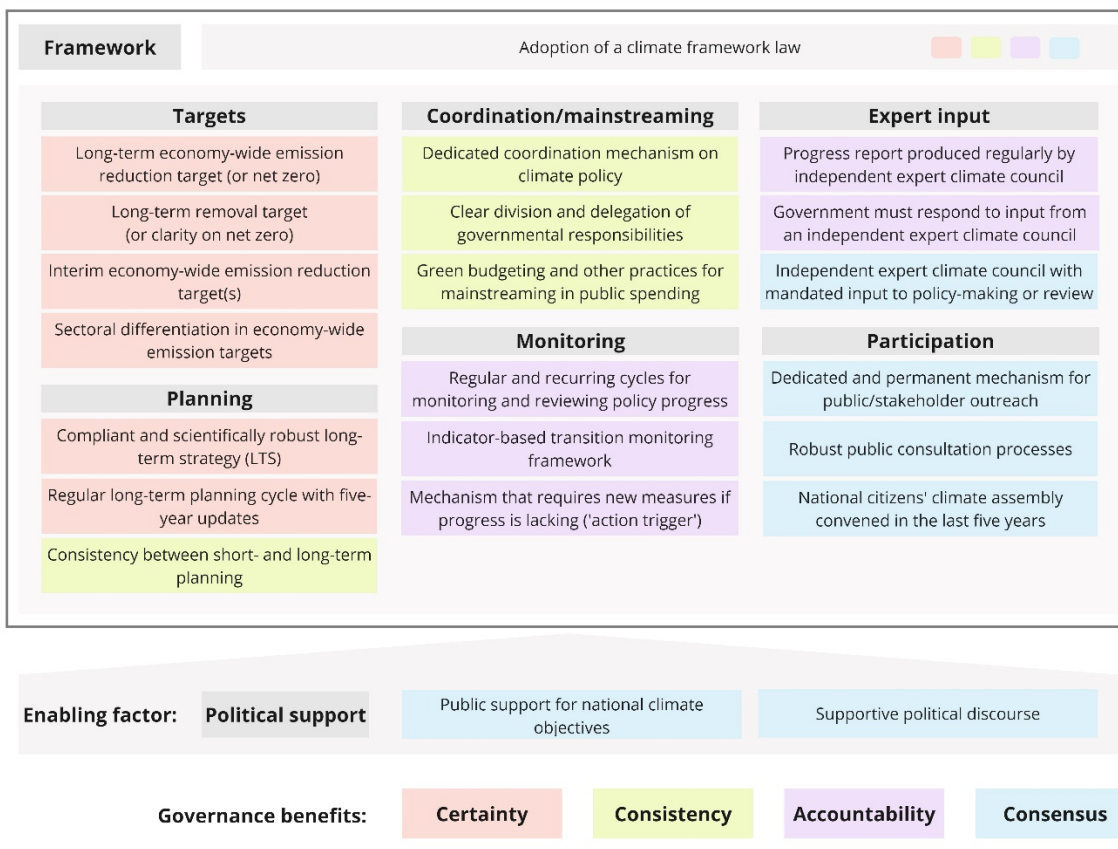 Framework
Adoption of a climate framework law
Targets
Long-term economy-wide emission
reduction target (or net zero)
Long-term removal target
(or clarity on net zero)
Interim economy-wide emission reduction
target(s)
Sectoral differentiation in economy-wide
emission targets
Planning
Compliant and scientifically robust long-
term strategy (LTS)
Regular long-term planning cycle with five-
year updates
Consistency between short- and long-term
planning
Coordination/mainstreaming
Dedicated coordination mechanism on
climate policy
Clear division and delegation of
governmental responsibilities
Green budgeting and other practices for
mainstreaming in public spending
Monitoring
Regular and recurring cycles for
monitoring and reviewing policy progress
Indicator-based transition monitoring
framework
Mechanism that requires new measures if
progress is lacking ('action trigger')
Expert input
Progress report produced regularly by
independent expert climate council
Government must respond to input from
an independent expert climate council
Independent expert climate council with
mandated input to policy-making or review
Participation
Dedicated and permanent mechanism for
public/stakeholder outreach
Robust public consultation processes
National citizens' climate assembly
convened in the last five years
Enabling factor:
Political support
Public support for national climate
objectives
Supportive political discourse
Governance benefits:
Certainty
Consistency
Accountability
Consensus